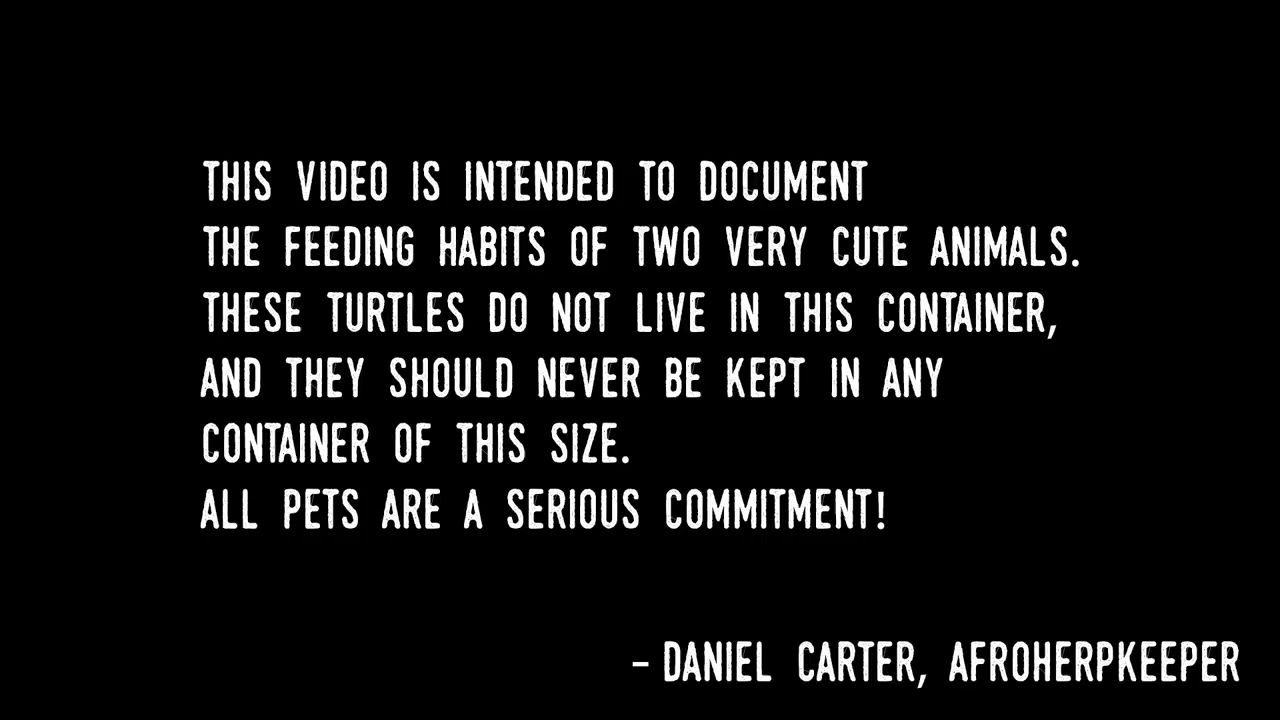 THIS VIDEO IS INTENDED TO DOCUMENT
THE FEEDING HABITS OF TWO VERY CUTE ANIMALS.
THESE TURTLES DO NOT LIVE IN THIS CONTAINER,
AND THEY SHOULD NEVER BE KEPT IN ANY
CONTAINER OF THIS SIZE.
ALL PETS ARE A SERIOUS COMMITMENT!
- DANIEL CARTER, AFROHERPKEEPER